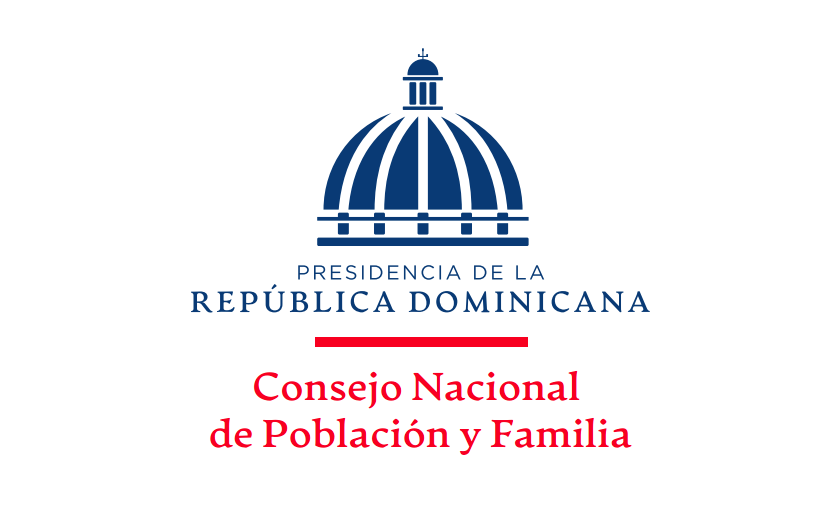 PRESIDENCIA DE LA
REPÚBLICA DOMINICANA
Consejo Nacional
de Población y Familia